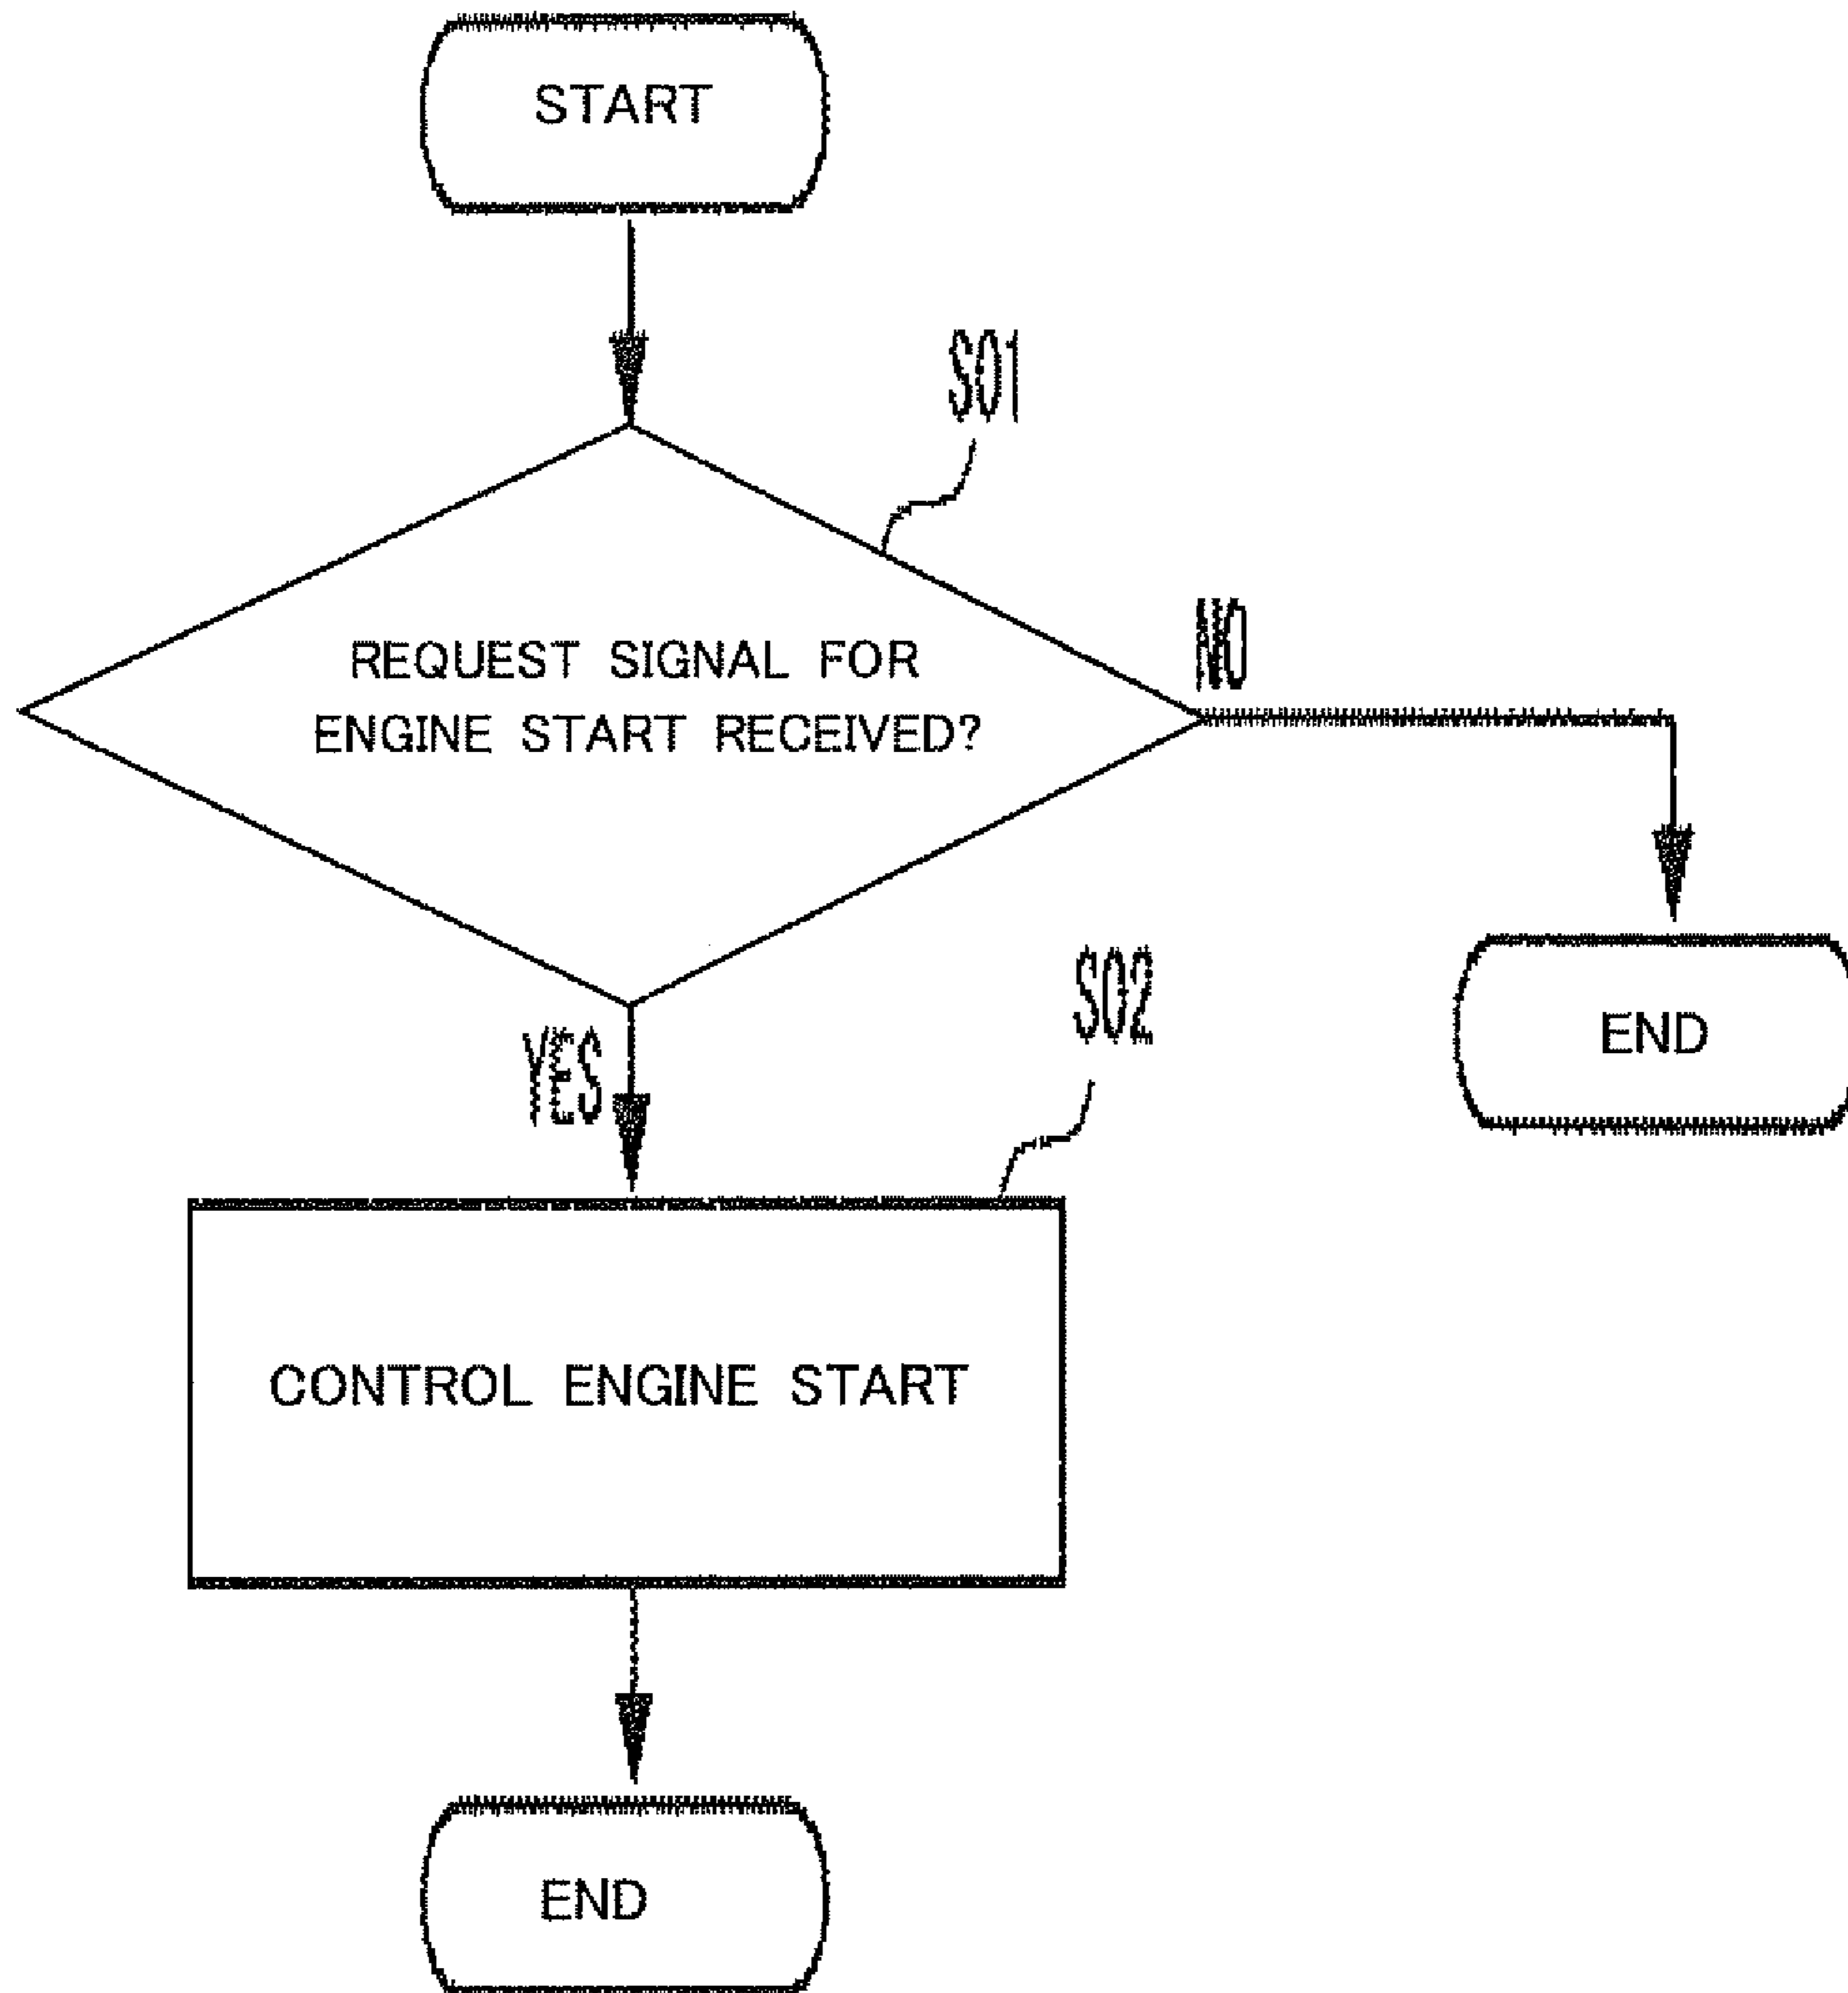 START
S01
REQUEST SIGNAL FOR
ENGINE START RECEIVED?
NO
YES
S02
END
CONTROL ENGINE START
END